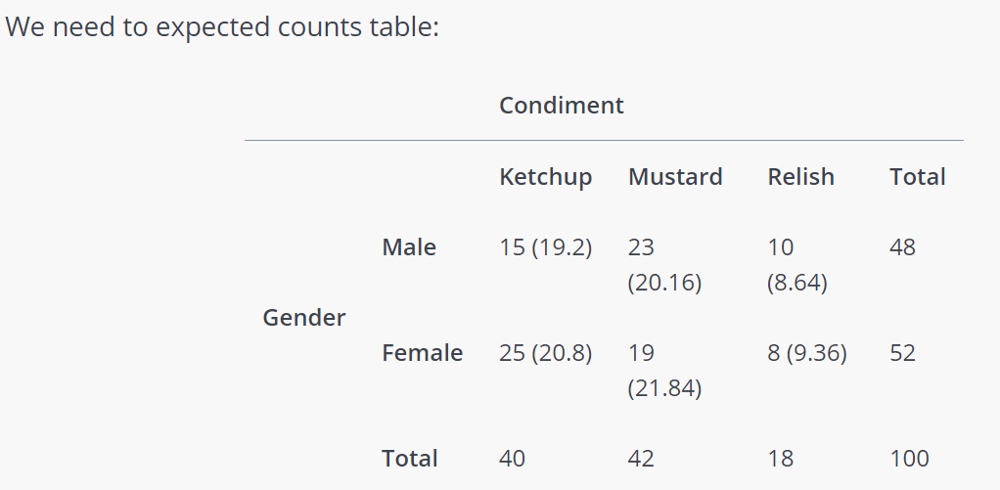 We need to expected counts table:
Condiment
Ketchup Mustard Relish Total
Male 15 (19.2) 23 10 48
(20.16) (8.64)
Gender
Female 25 (20.8) 19 8 (9.36) 52
(21.84)
Total 40 42 18 100